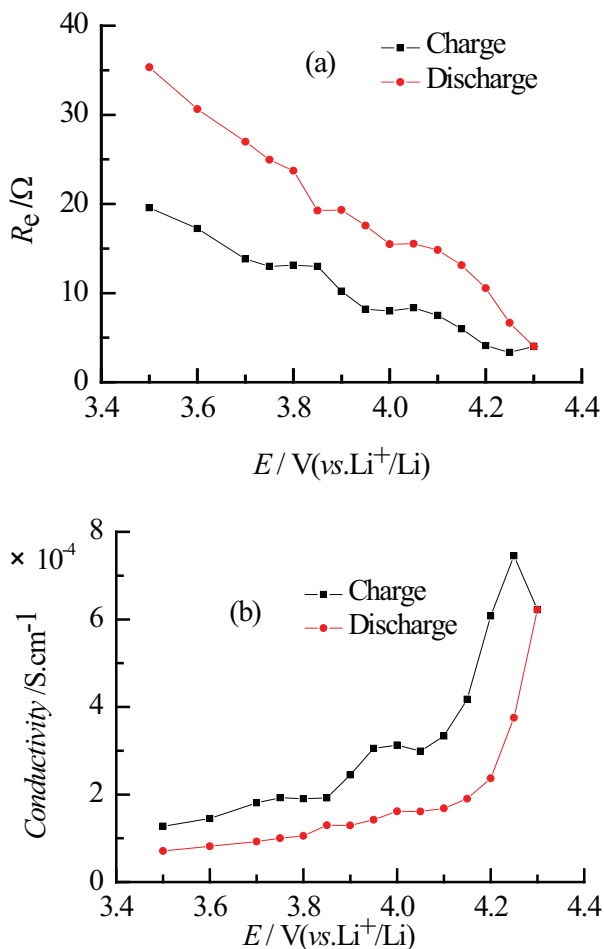 40
30
20
10
0
R_e /Ω
(a)
Charge
Discharge
3.4 3.6 3.8 4.0 4.2 4.4
E / V(vs.Li⁺/Li)
× 10⁻⁴
8
6
4
2
0
Conductivity /S.cm⁻¹
(b)
Charge
Discharge
3.4 3.6 3.8 4.0 4.2 4.4
E / V(vs.Li⁺/Li)